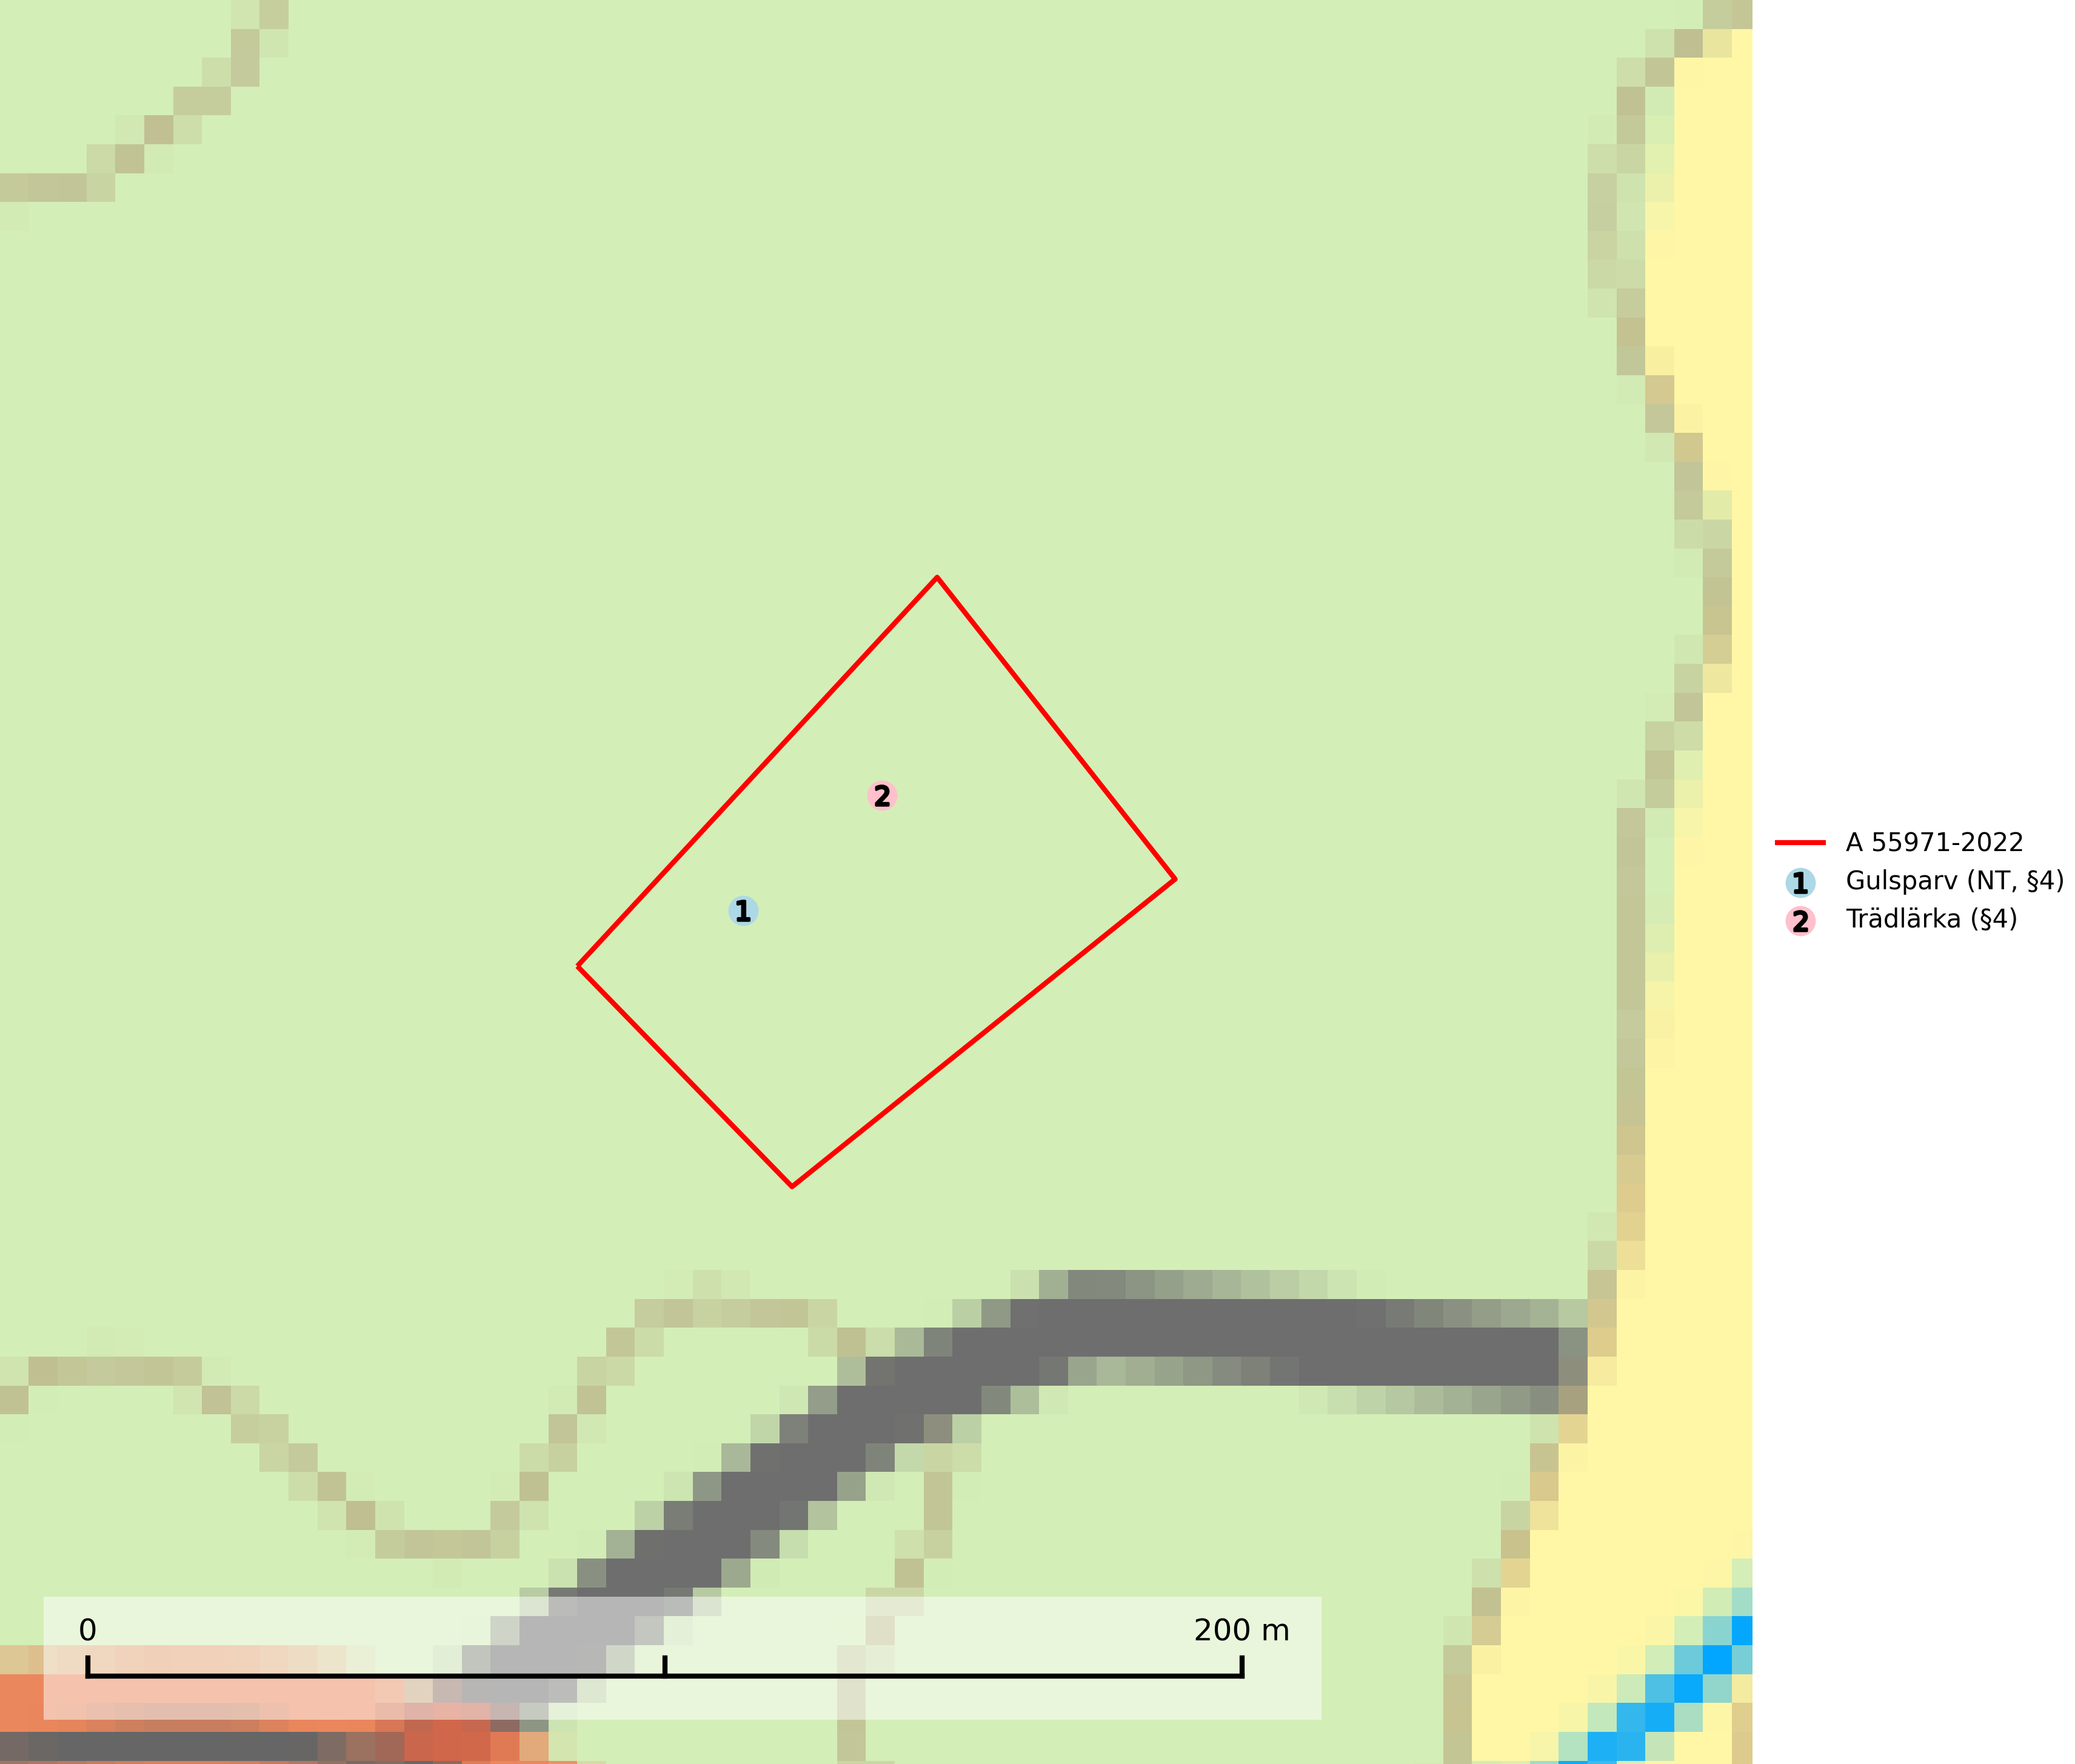 2
1
A 55971-2022
1 Gulsparv (NT, §4)
2 Trädlärka (§4)
0 200 m